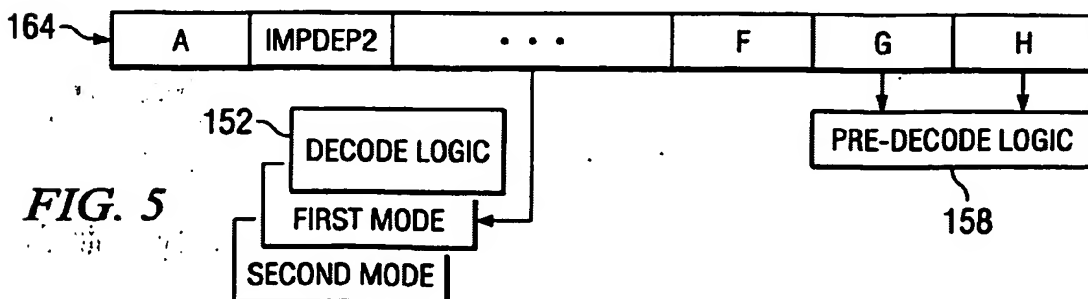 164 A IMPDEP2 • • • F G H
152 DECODE LOGIC PRE-DECODE LOGIC
FIG. 5 FIRST MODE 158
SECOND MODE